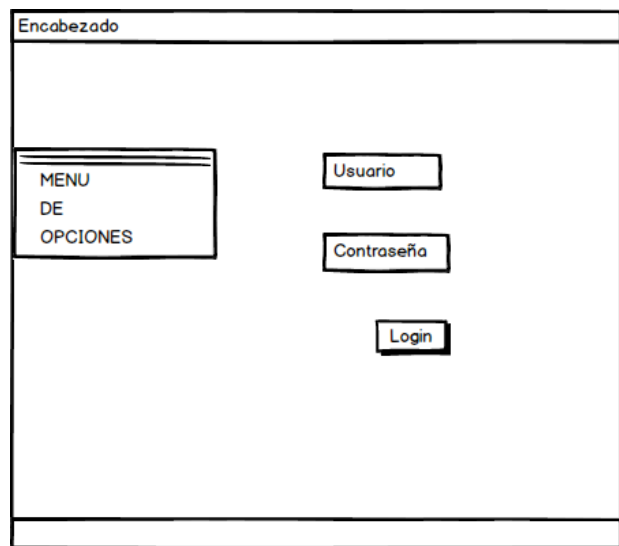 Encabezado
MENU
DE
OPCIONES
Usuario
Contraseña
Login